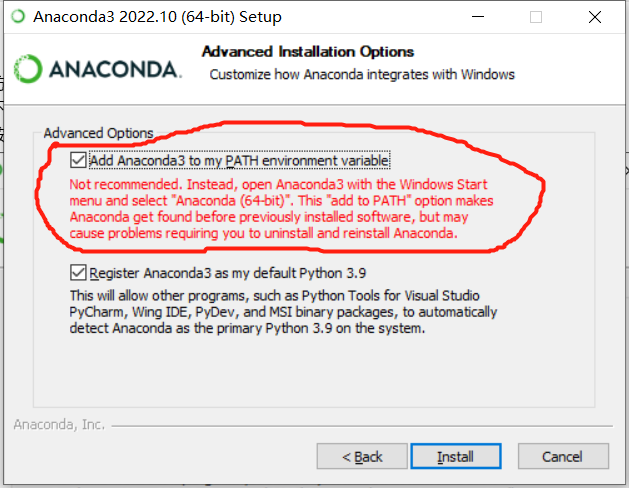 Anaconda3 2022.10 (64-bit) Setup
Advanced Installation Options
ANACONDA.
Customize how Anaconda integrates with Windows
Advanced Options
Add Anaconda3 to my PATH environment variable
Not recommended. Instead, open Anaconda3 with the Windows Start
menu and select "Anaconda (64-bit)". This "add to PATH" option makes
Anaconda get found before previously installed software, but may
cause problems requiring you to uninstall and reinstall Anaconda.
Register Anaconda3 as my default Python 3.9
This will allow other programs, such as Python Tools for Visual Studio
PyCharm, Wing IDE, PyDev, and MSI binary packages, to automatically
detect Anaconda as the primary Python 3.9 on the system.
Anaconda, Inc.
< Back
Install
Cancel